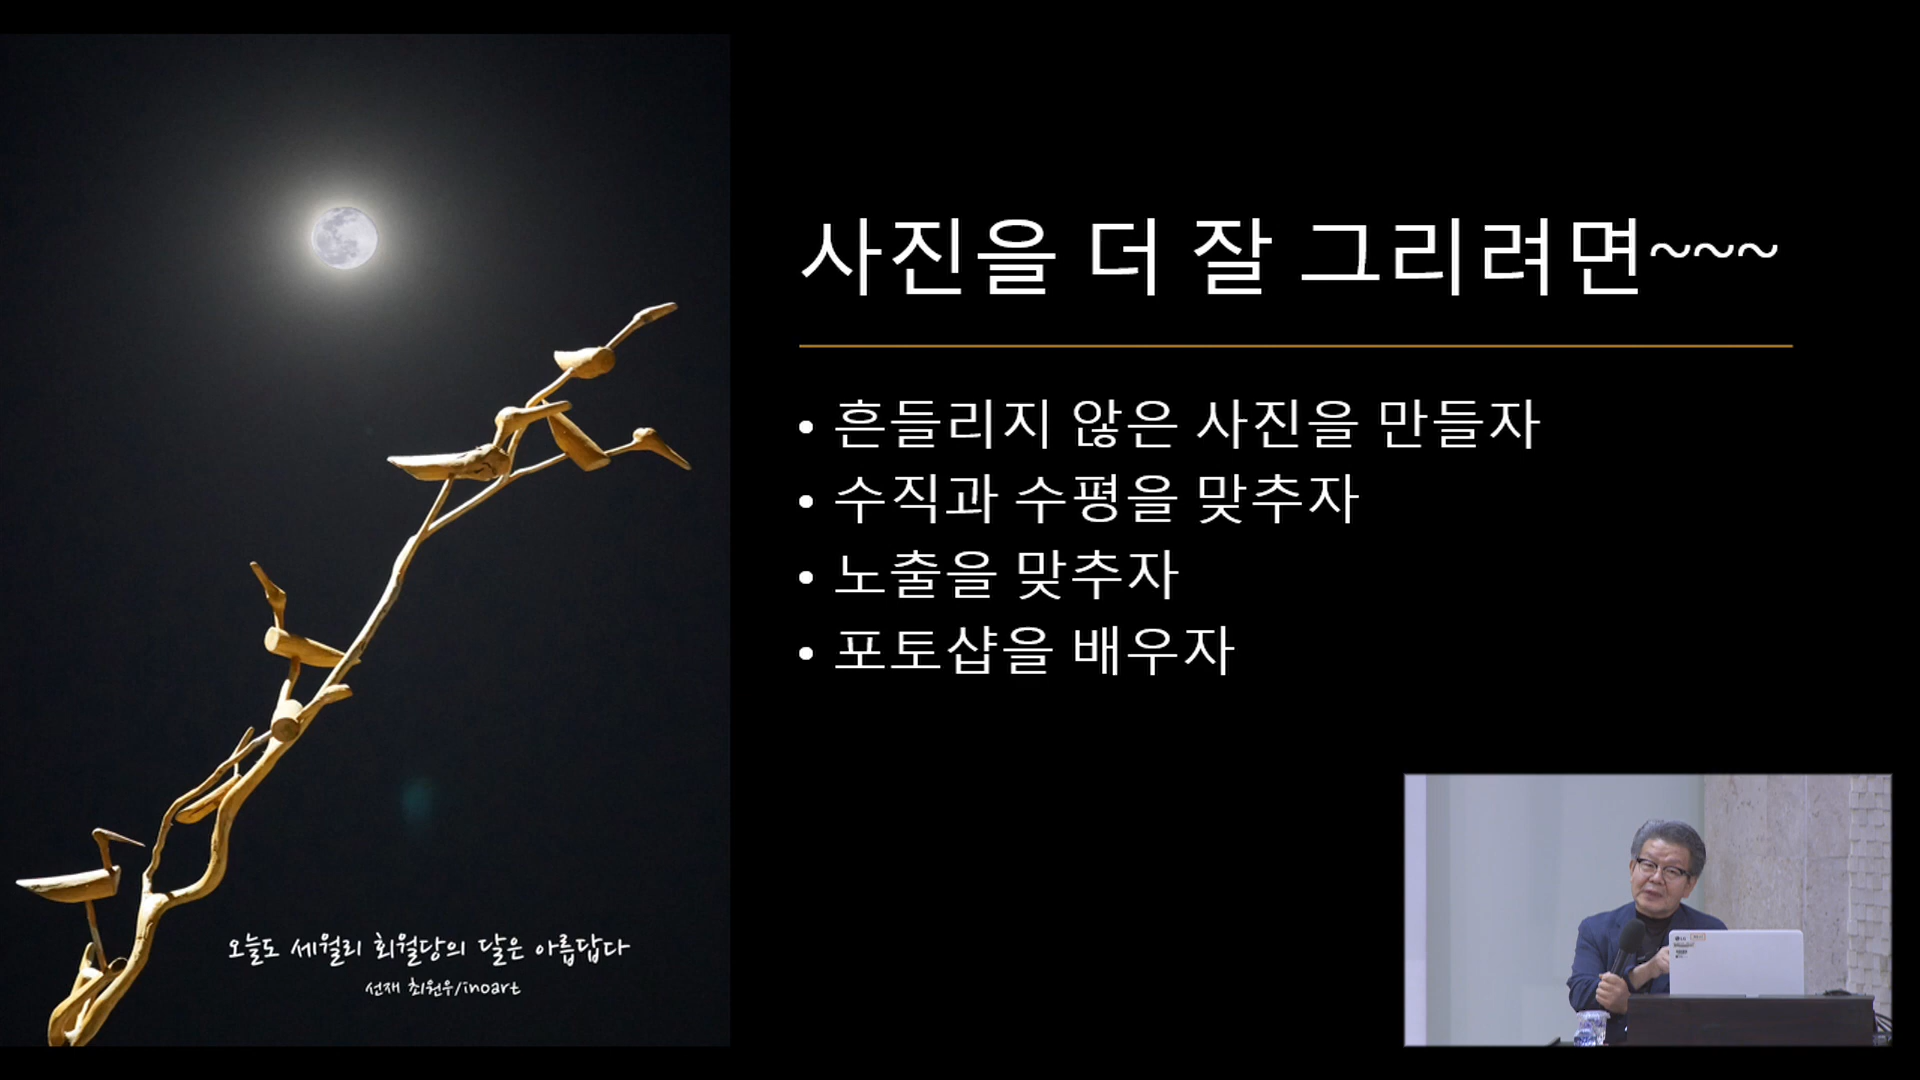 사진을 더 잘 그리려면~~~
• 흔들리지 않은 사진을 만들자
• 수직과 수평을 맞추자
• 노출을 맞추자
• 포토샵을 배우자
오늘도 세월리 회월당의 달은 아름답다
선재 최원우/inoart